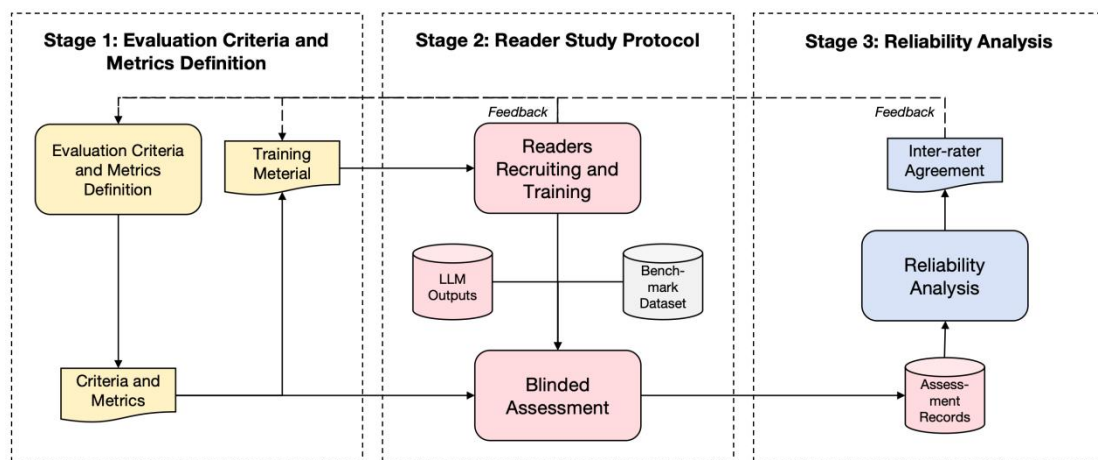 Stage 1: Evaluation Criteria and
Metrics Definition
Stage 2: Reader Study Protocol
Stage 3: Reliability Analysis
Feedback
Feedback
Evaluation Criteria
and Metrics
Definition
Training
Meterial
Readers
Recruiting and
Training
Inter-rater
Agreement
LLM
Outputs
Bench-
mark
Dataset
Reliability
Analysis
Criteria and
Metrics
Blinded
Assessment
Assess-
ment
Records